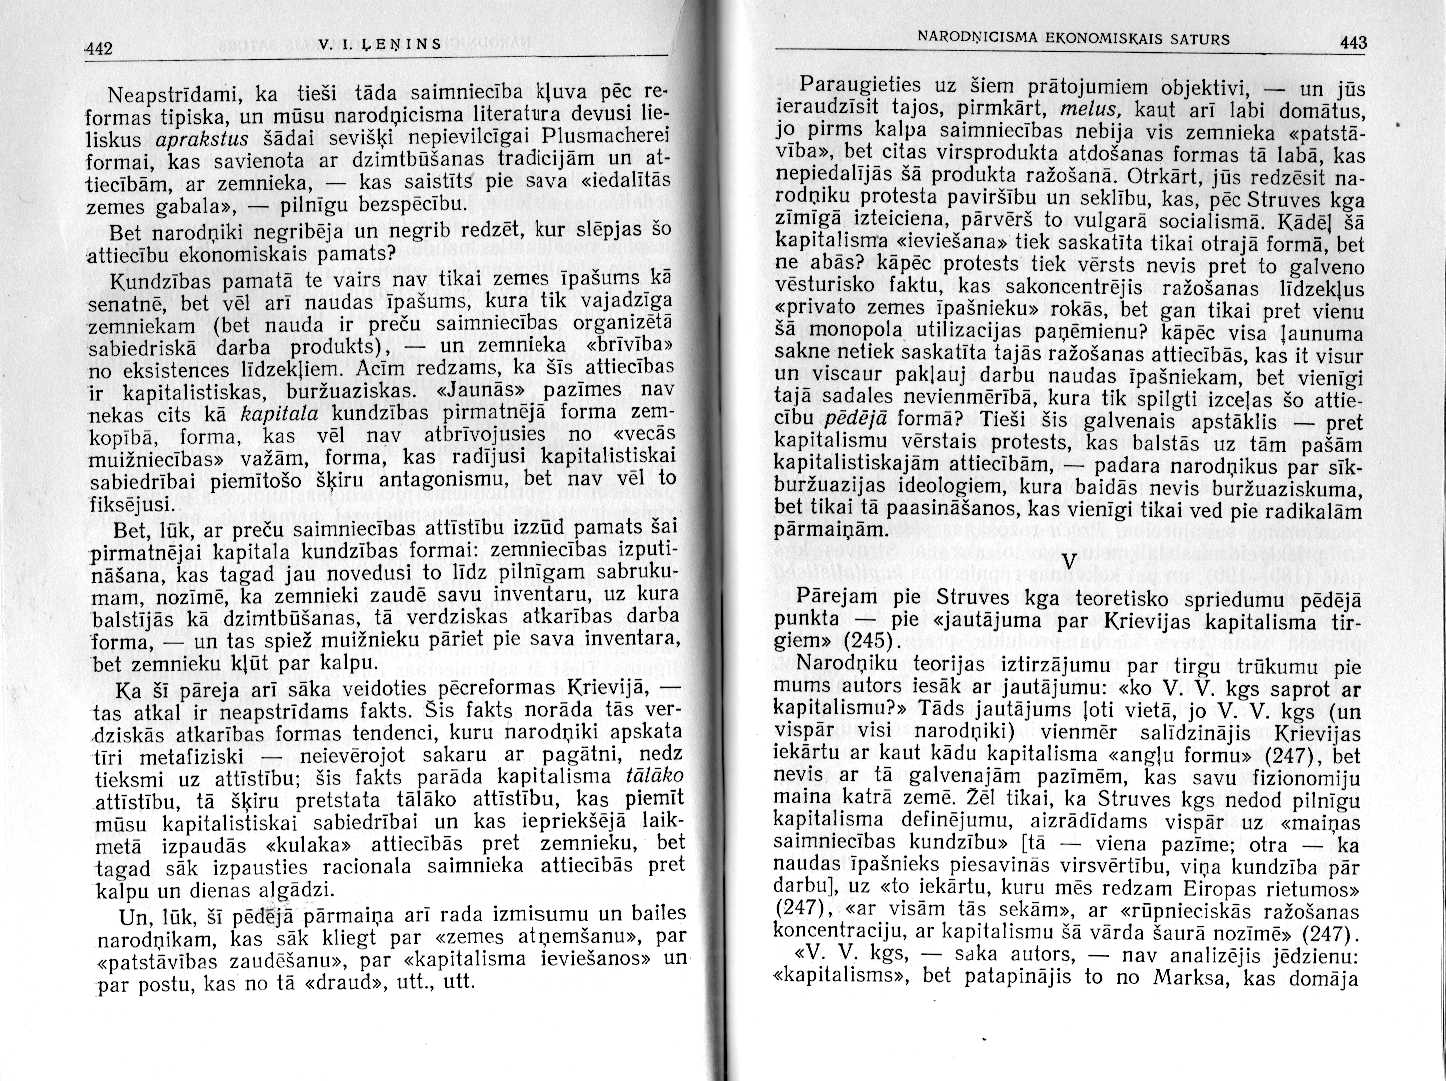 442
V. I. ĻEŅINS
Neapstrīdami, ka tieši tāda saimniecība kļuva pēc re-
formas tipiska, un mūsu narodņicisma literatura devusi lie-
liskus aprakstus šādai sevišķi nepievilcīgai Plusmacherei
formai, kas savienota ar dzimtbūšanas tradicijām un at-
tiecībām, ar zemnieka, — kas saistīts pie sava «iedalītās
zemes gabala», — pilnīgu bezspēcību.
Bet narodņiki negribēja un negrib redzēt, kur slēpjas šo
attiecību ekonomiskais pamats?
Kundzības pamatā te vairs nav tikai zemes īpašums kā
senatnē, bet vēl arī naudas īpašums, kura tik vajadzīga
zemniekam (bet nauda ir preču saimniecības organizētā
sabiedriskā darba produkts), — un zemnieka «brīvība»
no eksistences līdzekļiem. Acīm redzams, ka šīs attiecības
ir kapitalistiskas, buržuaziskas. «Jaunās» pazīmes nav
nekas cits kā kapitala kundzības pirmatnējā forma zem-
kopībā, forma, kas vēl nav atbrīvojusies no «vecās
muižniecības» važām, forma, kas radījusi kapitalistiskai
sabiedrībai piemītošo šķiru antagonismu, bet nav vēl to
fiksējusi.
Bet, lūk, ar preču saimniecības attīstību izzūd pamats šai
pirmatnējai kapitala kundzības formai: zemniecības izputi-
nāšana, kas tagad jau novedusi to līdz pilnīgam sabruku-
mam, nozīmē, ka zemnieki zaudē savu inventaru, uz kura
balstījās kā dzimtbūšanas, tā verdziskas atkarības darba
forma, — un tas spiež muižnieku pāriet pie sava inventara,
bet zemnieku kļūt par kalpu.
Ka šī pāreja arī sāka veidoties pēcreformas Krievijā, —
tas atkal ir neapstrīdams fakts. Šis fakts norāda tās ver-
dziskās atkarības formas tendenci, kuru narodņiki apskata
tīri metafiziski — neievērojot sakaru ar pagātni, nedz
tieksmi uz attīstību; šis fakts parāda kapitalisma tālāko
attīstību, tā šķiru pretstata tālāko attīstību, kas piemīt
mūsu kapitalistiskai sabiedrībai un kas iepriekšējā laik-
metā izpaudās «kulaka» attiecībās pret zemnieku, bet
tagad sāk izpausties racionala saimnieka attiecībās pret
kalpu un dienas algādzi.
Un, lūk, šī pēdējā pārmaiņa arī rada izmisumu un bailes
narodņikam, kas sāk kliegt par «zemes atņemšanu», par
«patstāvības zaudēšanu», par «kapitalisma ieviešanos» un
par postu, kas no tā «draud», utt., utt.
NARODŅICISMA EKONOMISKAIS SATURS
443
Paraugieties uz šiem prātojumiem objektivi, — un jūs
ieraudzīsit tajos, pirmkārt, melus, kaut arī labi domātus,
jo pirms kalpa saimniecības nebija vis zemnieka «patstā-
vība», bet citas virsprodukta atdošanas formas tā labā, kas
nepiedalījās šā produkta ražošanā. Otrkārt, jūs redzēsit na-
rodņiku protesta paviršību un seklību, kas, pēc Struves kga
zīmīgā izteiciena, pārvērš to vulgarā socialismā. Kādēļ šā
kapitalisma «ieviešana» tiek saskatīta tikai otrajā formā, bet
ne abās? kāpēc protests tiek vērsts nevis pret to galveno
vēsturisko faktu, kas sakoncentrējis ražošanas līdzekļus
«privato zemes īpašnieku» rokās, bet gan tikai pret vienu
šā monopola utilizacijas paņēmienu? kāpēc visa ļaunuma
sakne netiek saskatīta tajās ražošanas attiecībās, kas it visur
un viscaur pakļauj darbu naudas īpašniekam, bet vienīgi
tajā sadales nevienmērībā, kura tik spilgti izceļas šo attie-
cību pēdējā formā? Tieši šis galvenais apstāklis — pret
kapitalismu vērstais protests, kas balstās uz tām pašām
kapitalistiskajām attiecībām, — padara narodņikus par sīk-
buržuazijas ideologiem, kura baidās nevis buržuaziskuma,
bet tikai tā paasināšanos, kas vienīgi tikai ved pie radikalām
pārmaiņām.
V
Pārejam pie Struves kga teoretisko spriedumu pēdējā
punkta — pie «jautājuma par Krievijas kapitalisma tir-
giem» (245).
Narodņiku teorijas iztirzājumu par tirgu trūkumu pie
mums autors iesāk ar jautājumu: «ko V. V. kgs saprot ar
kapitalismu?» Tāds jautājums ļoti vietā, jo V. V. kgs (un
vispār visi narodņiki) vienmēr salīdzinājis Krievijas
iekārtu ar kaut kādu kapitalisma «angļu formu» (247), bet
nevis ar tā galvenajām pazīmēm, kas savu fizionomiju
maina katrā zemē. Žēl tikai, ka Struves kgs nedod pilnīgu
kapitalisma definējumu, aizrādīdams vispār uz «maiņas
saimniecības kundzību» [tā — viena pazīme; otra — ka
naudas īpašnieks piesavinās virsvērtību, viņa kundzība pār
darbu], uz «to iekārtu, kuru mēs redzam Eiropas rietumos»
(247), «ar visām tās sekām», ar «rūpnieciskās ražošanas
koncentraciju, ar kapitalismu šā vārda šaurā nozīmē» (247).
«V. V. kgs, — saka autors, — nav analizējis jēdzienu:
«kapitalisms», bet patapinājis to no Marksa, kas domāja